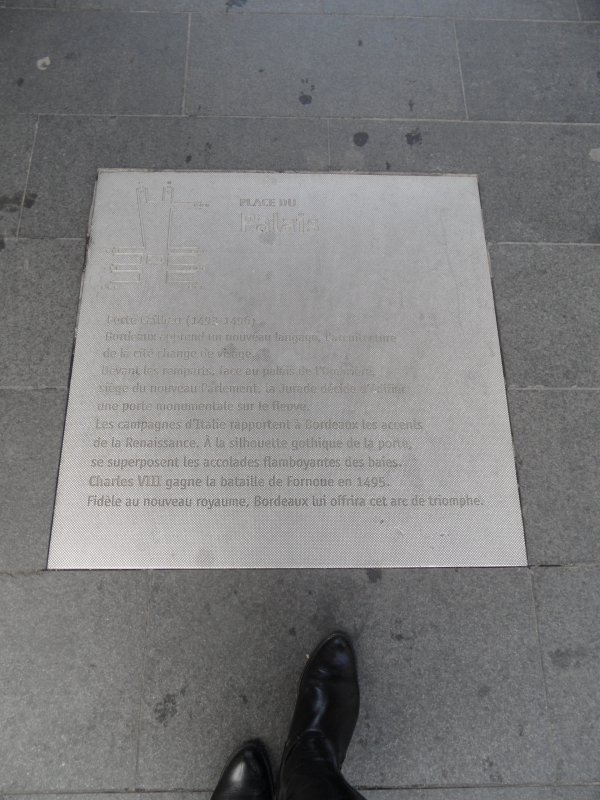 PLACE DU
Palais
Porte Cailhau (1493-1496)
Bordeaux apprend un nouveau langage, l'architecture
de la cité change de visage.
Devant les remparts, face au palais de l'Ombrière,
siège du nouveau Parlement, la Jurade décide d'édifier
une porte monumentale sur le fleuve.
Les campagnes d'Italie rapportent à Bordeaux les accents
de la Renaissance. À la silhouette gothique de la porte,
se superposent les accolades flamboyantes des baies.
Charles VIII gagne la bataille de Fornoue en 1495.
Fidèle au nouveau royaume, Bordeaux lui offrira cet arc de triomphe.